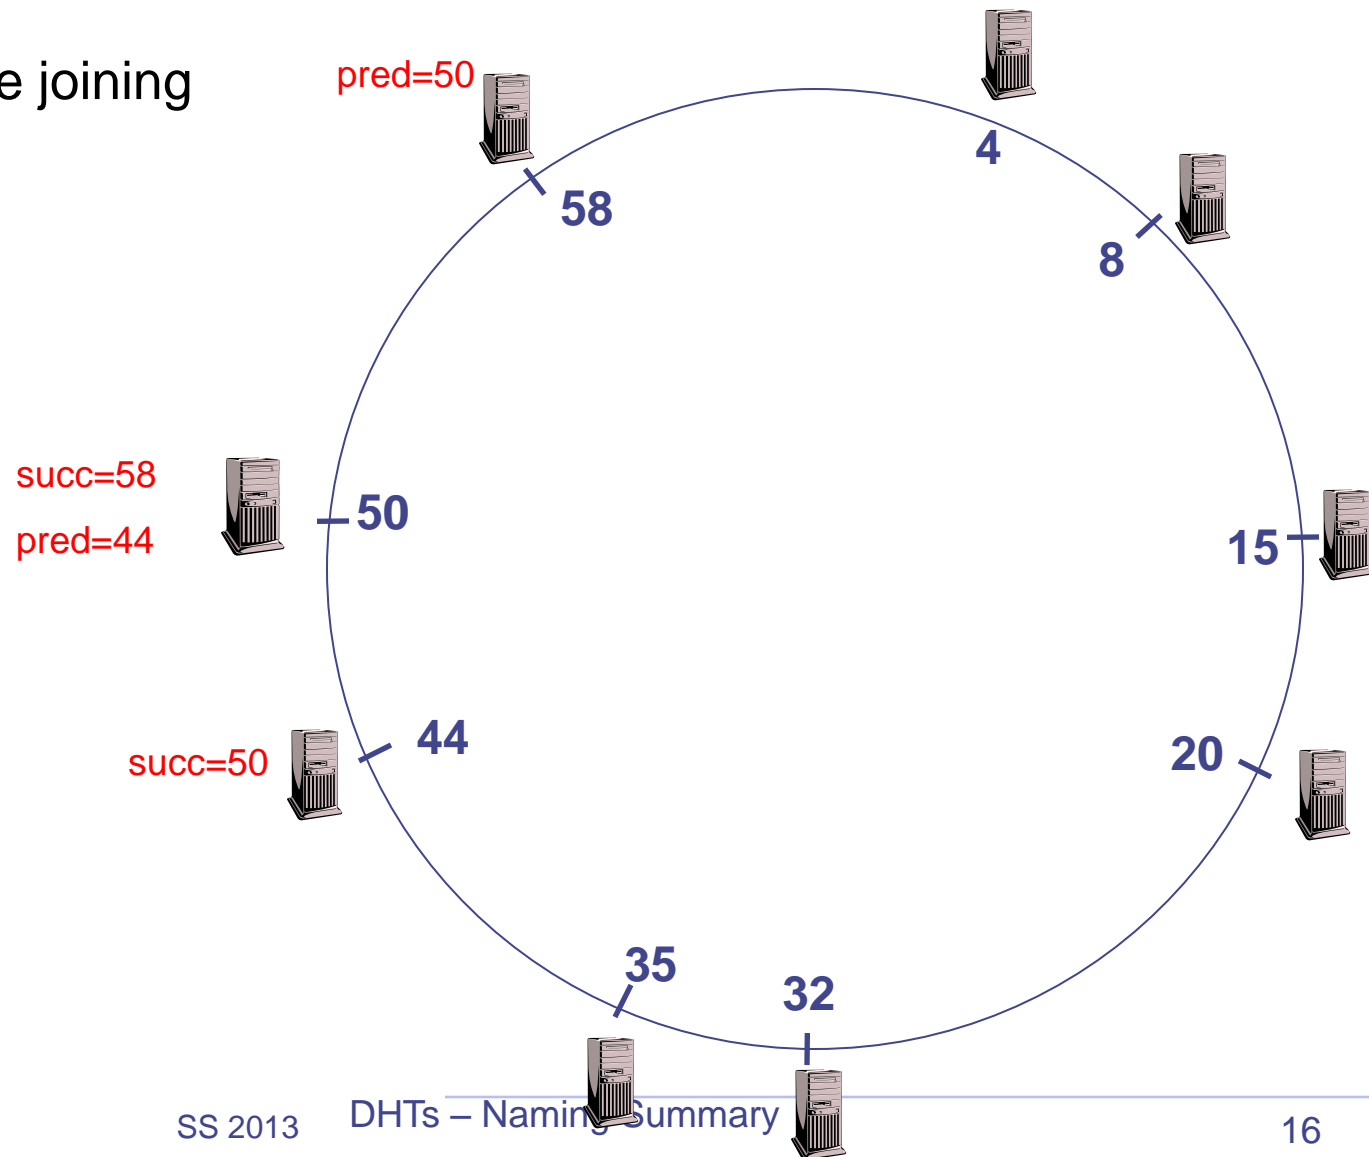 e joining
pred=50
4
58
8
succ=58
50
pred=44
15
44
succ=50
20
35
32
SS 2013
DHTs – Naming Summary
16